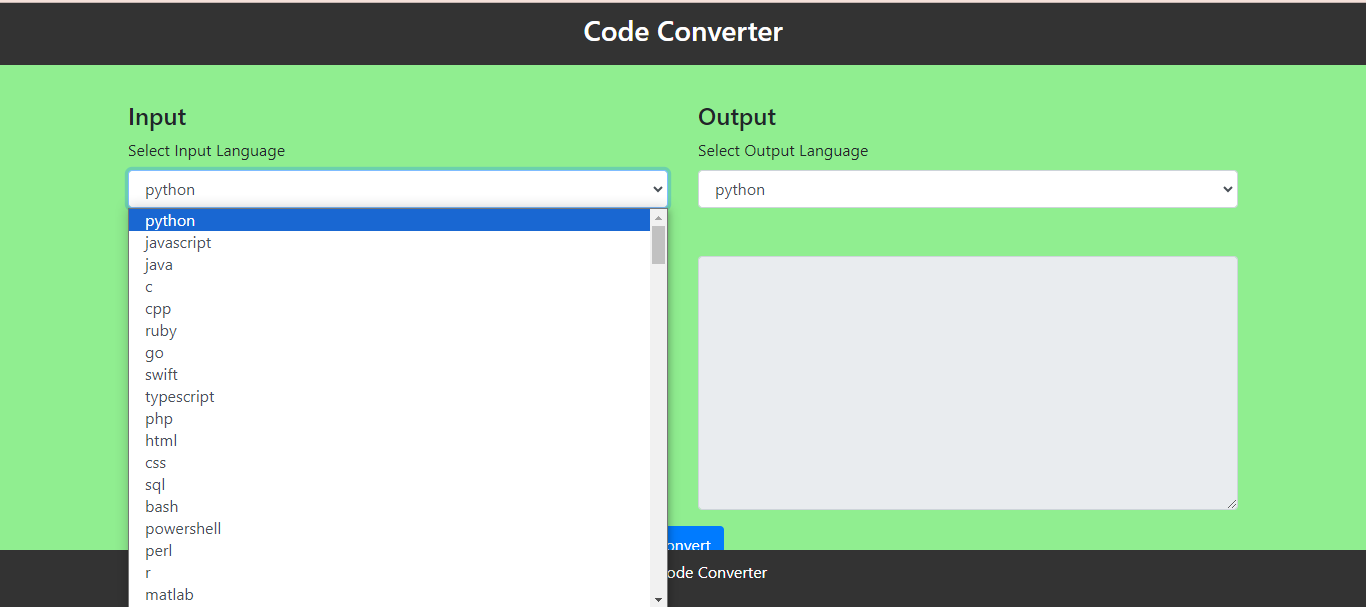 Code Converter
Input
Output
Select Input Language
Select Output Language
python
python
python
javascript
java
c
cpp
ruby
go
swift
typescript
php
html
css
sql
bash
powershell
perl
r
matlab
onvert
ode Converter